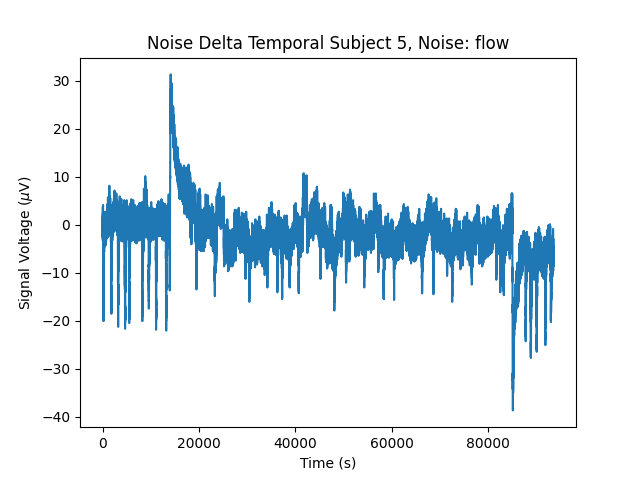 Noise Delta Temporal Subject 5, Noise: flow
30
20
10
0
−10
−20
−30
−40
Signal Voltage (μV)
0 20000 40000 60000 80000
Time (s)